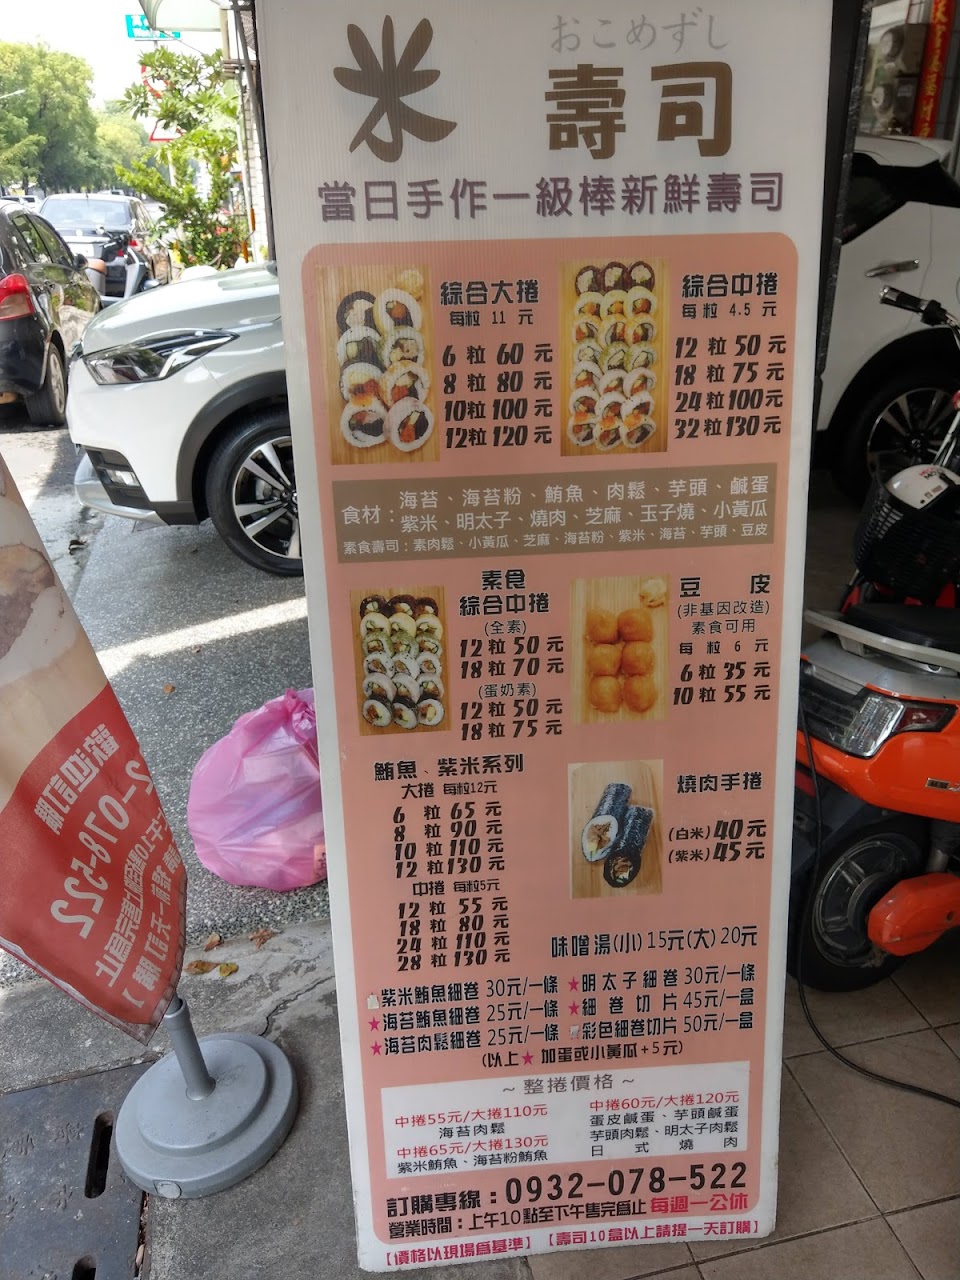 おこめずし
米 壽司
當日手作一級棒新鮮壽司
綜合大捲
每粒 11 元
6 粒 60 元
8 粒 80 元
10粒 100 元
12粒 120 元
綜合中捲
每粒 4.5 元
12 粒 50 元
18 粒 75 元
24 粒 100 元
32 粒 130 元
食材：海苔、海苔粉、鮪魚、肉鬆、芋頭、鹹蛋
紫米、明太子、燒肉、芝麻、玉子燒、小黃瓜
素食壽司：素肉鬆、小黃瓜、芝麻、海苔粉、紫米、海苔、芋頭、豆皮
素食
綜合中捲
(全素)
12 粒 50 元
18 粒 70 元
(蛋奶素)
12 粒 50 元
18 粒 75 元
豆 皮
(非基因改造)
素食可用
每 粒 6 元
6 粒 35 元
10 粒 55 元
鮪魚、紫米系列
大捲 每粒12元
6 粒 65 元
8 粒 90 元
10 粒 110 元
12 粒 130 元
中捲 每粒5元
12 粒 55 元
18 粒 80 元
24 粒 110 元
28 粒 130 元
燒肉手捲
(白米) 40 元
(紫米) 45 元
味噌湯(小)15元(大)20元
紫米鮪魚細卷 30元/一條
★海苔鮪魚細卷 25元/一條
★海苔肉鬆細卷 25元/一條
★明太子細卷 30元/一條
★細卷切片 45元/一盒
彩色細卷切片 50元/一盒
(以上★ 加蛋或小黃瓜+5元)
~ 整捲價格 ~
中捲55元/大捲110元
海苔肉鬆
中捲65元/大捲130元
紫米鮪魚、海苔粉鮪魚
中捲60元/大捲120元
蛋皮鹹蛋、芋頭鹹蛋
芋頭肉鬆、明太子肉鬆
日式燒肉
訂購專線：0932-078-522
營業時間：上午10點至下午售完為止 每週一公休
【價格以現場為基準】【壽司10盒以上請提一天訂購】
歡迎訂購
2-078-522